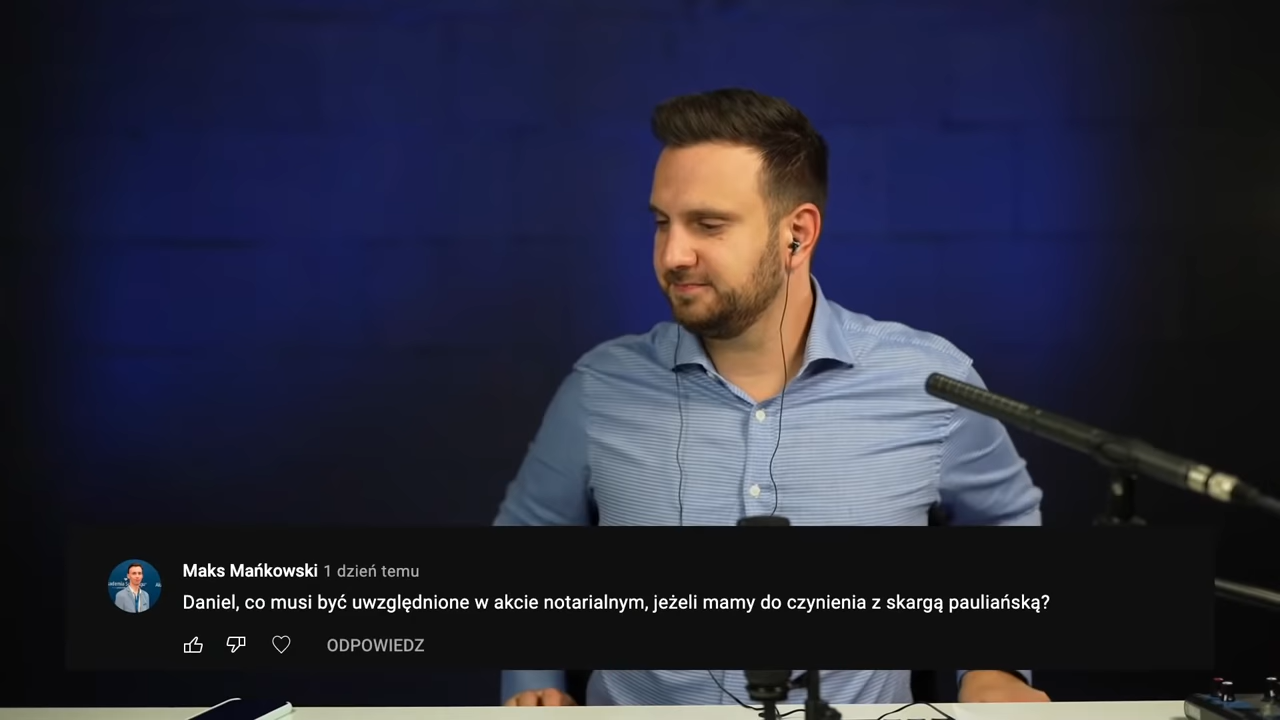 Maks Mańkowski 1 dzień temu
Daniel, co musi być uwzględnione w akcie notarialnym, jeżeli mamy do czynienia z skargą pauliańską?
ODPOWIEDZ